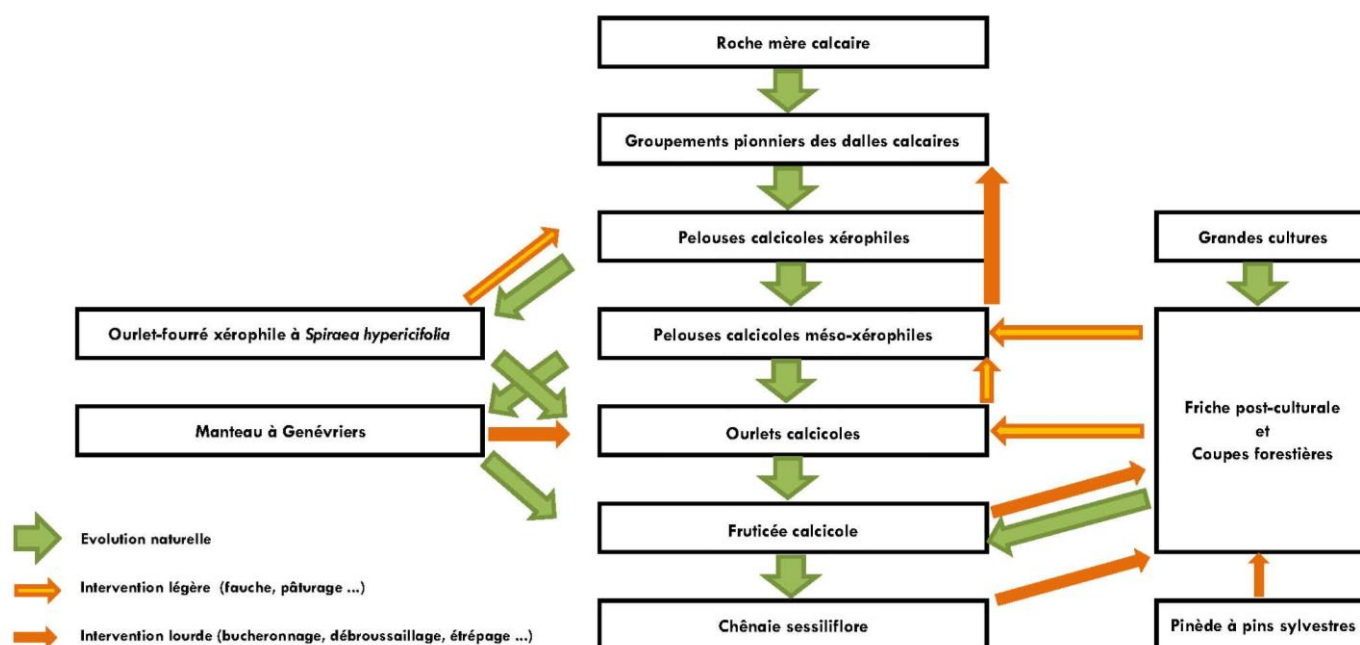 Roche mère calcaire
Groupements pionniers des dalles calcaires
Pelouses calcicoles xérophiles
Grandes cultures
Ourlet-fourré xérophile à Spiraea hypericifolia
Pelouses calcicoles méso-xérophiles
Manteau à Genévriers
Ourlets calcicoles
Friche post-culturale
et
Coupes forestières
Fruticée calcicole
Chênaie sessiliflore
Pinède à pins sylvestres
Evolution naturelle
Intervention légère (fauche, pâturage ...)
Intervention lourde (bucheronnage, débroussaillage, étrépage ...)